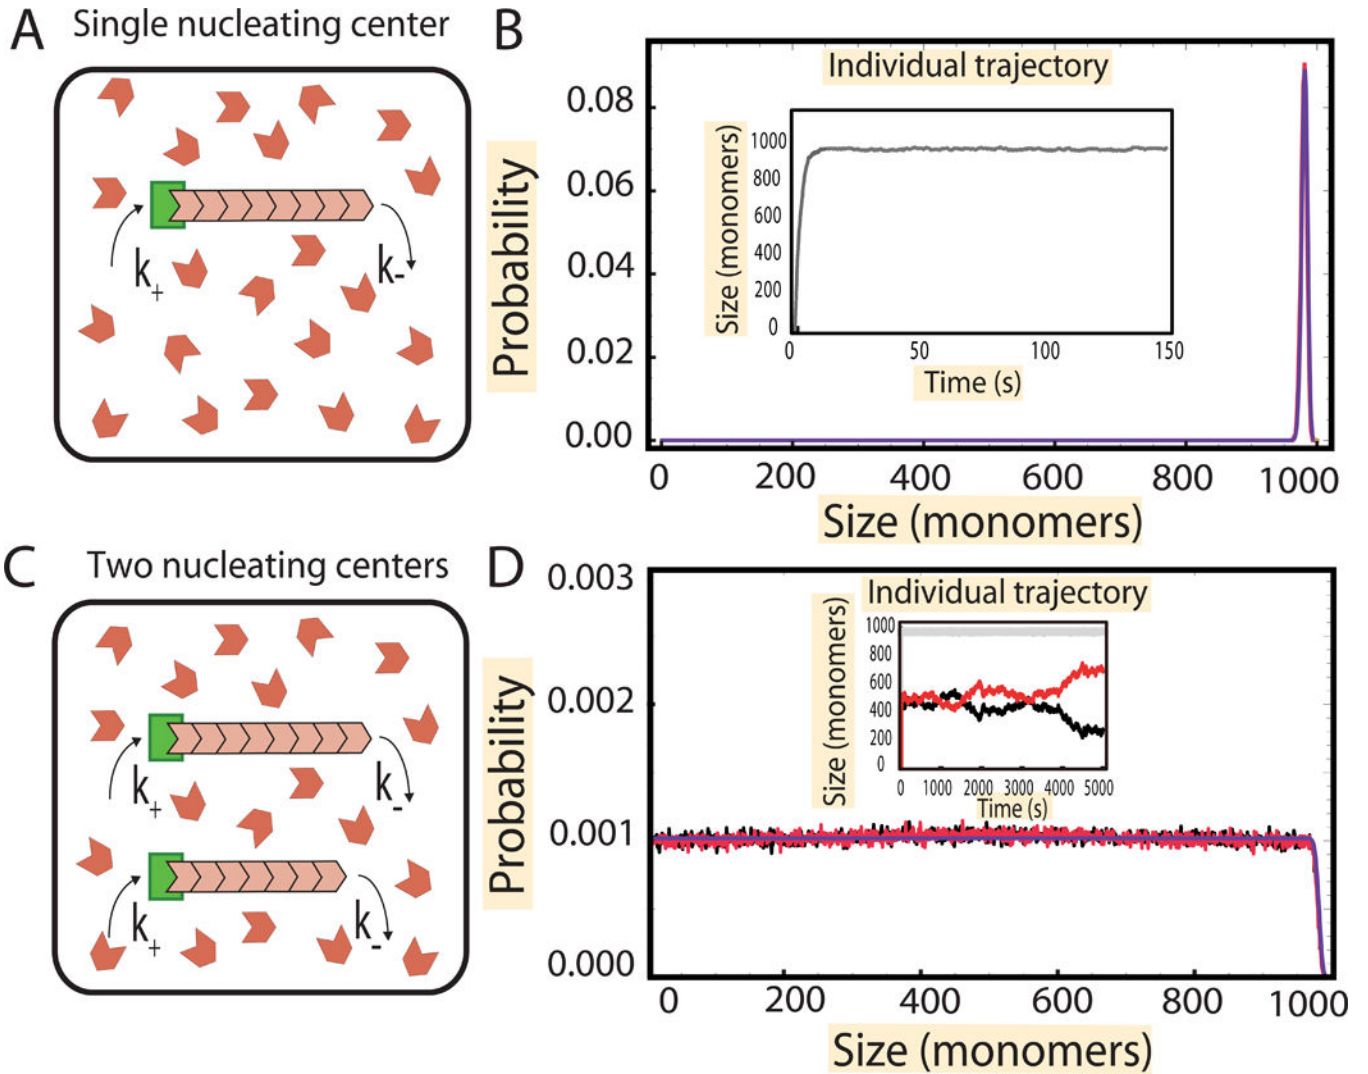 A Single nucleating center
k+
k-
B
Individual trajectory
Probability
0.08
0.06
0.04
0.02
0.00
Size (monomers)
1000
800
600
400
200
0
0 50 100 150
Time (s)
0 200 400 600 800 1000
Size (monomers)
C Two nucleating centers
k+
k-
k+
k-
D
0.003
0.002
0.001
0.000
Probability
Individual trajectory
Size (monomers)
1000
800
600
400
200
0
0 1000 2000 3000 4000 5000
Time (s)
0 200 400 600 800 1000
Size (monomers)